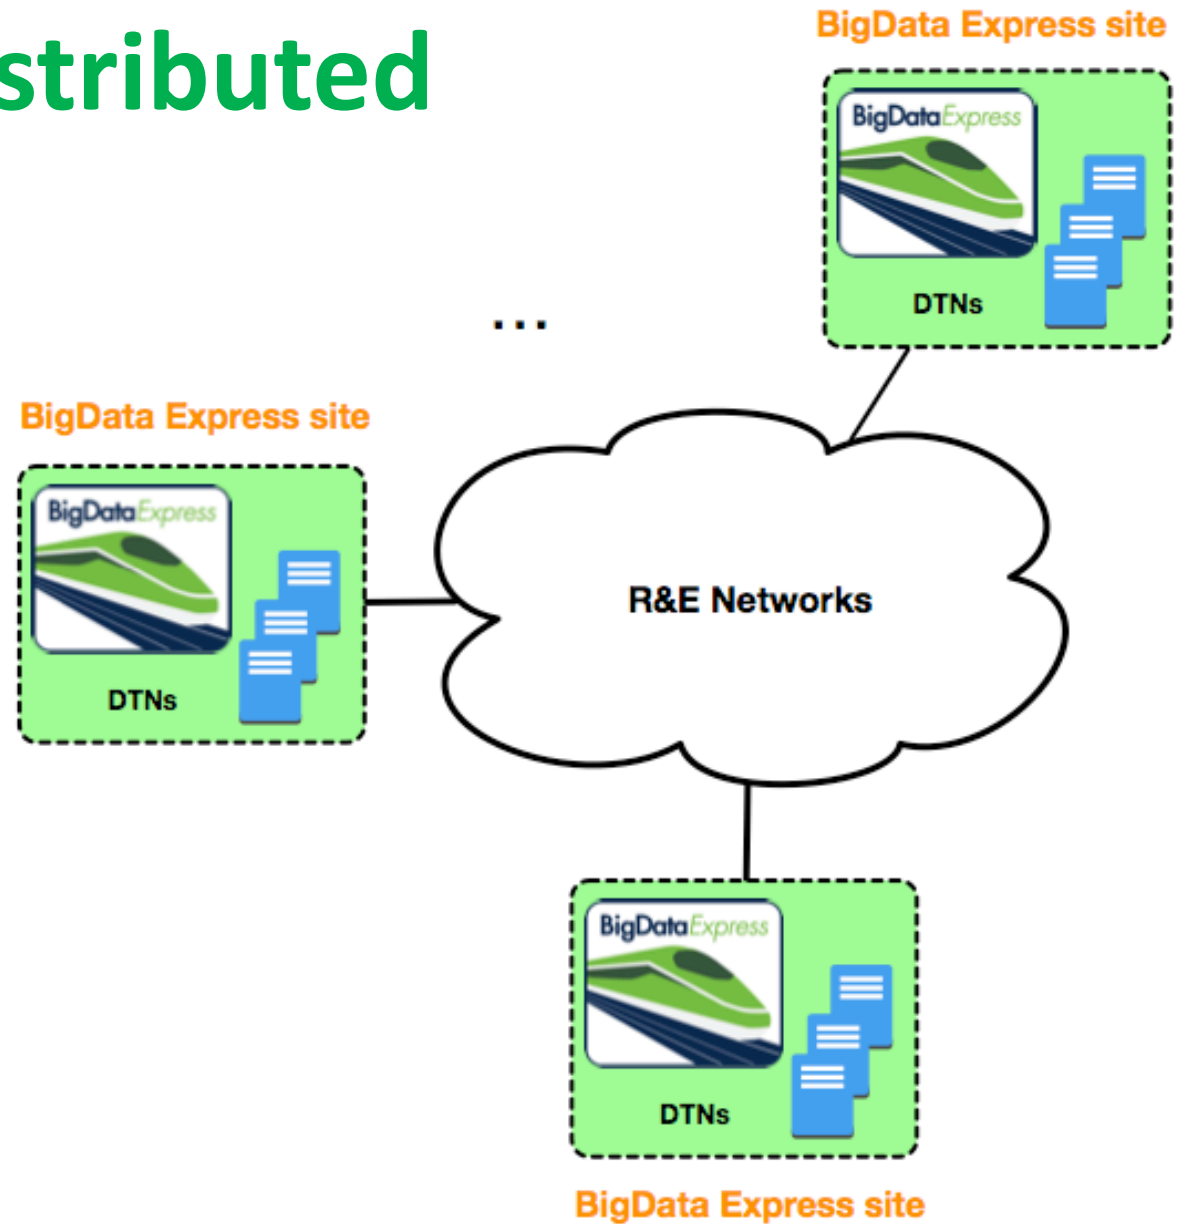 stributed
BigData Express site
BigDataExpress
DTNs
...
BigData Express site
BigDataExpress
DTNs
R&E Networks
BigDataExpress
DTNs
BigData Express site